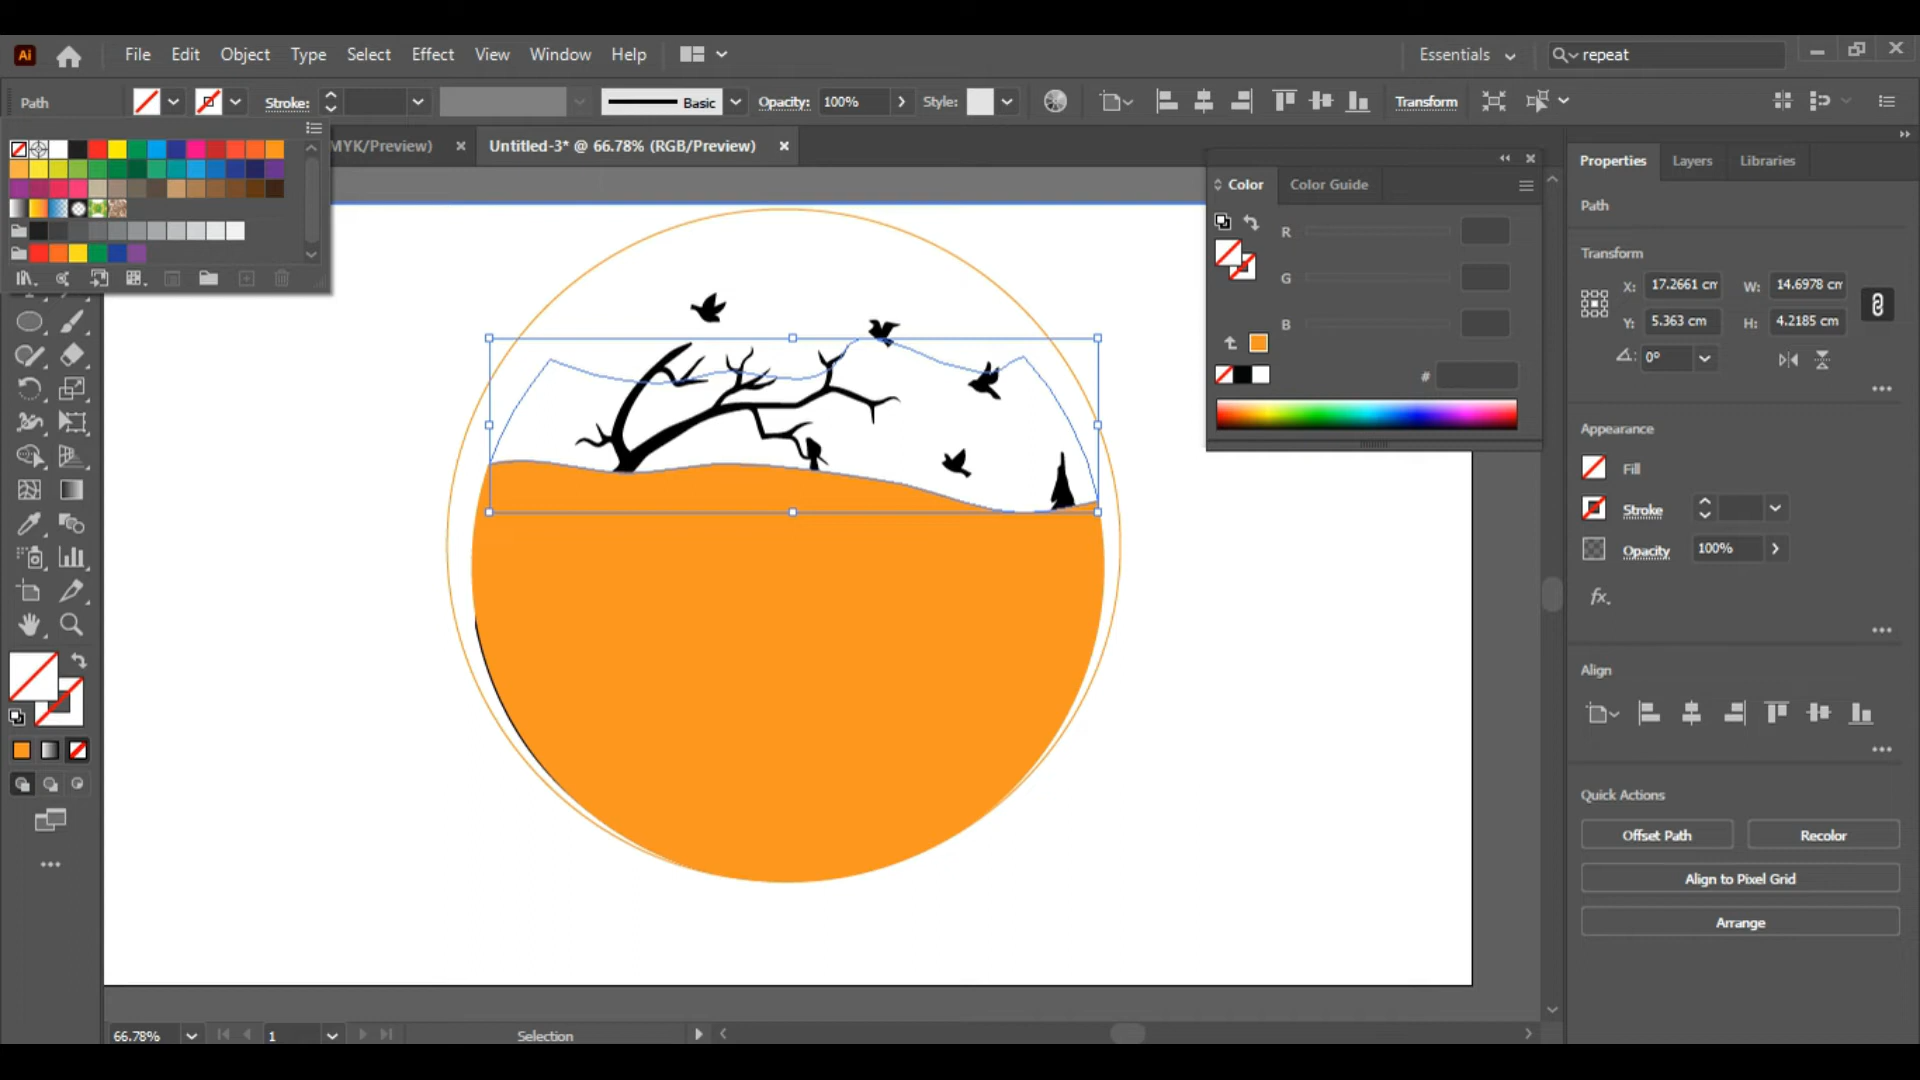 Ai File Edit Object Type Select Effect View Window Help Essentials repeat
Path Stroke: Basic Opacity: 100% Style: Transform
MYK/Preview) Untitled-3* @ 66.78% (RGB/Preview)
Color Color Guide
R
G
B
#
Properties Layers Libraries
Path
Transform
X: 17.2661 cm W: 14.6978 cm
Y: 5.363 cm H: 4.2185 cm
0°
Appearance
Fill
Stroke
Opacity 100%
fx.
Align
Quick Actions
Offset Path Recolor
Align to Pixel Grid
Arrange
66.78% 1 Selection